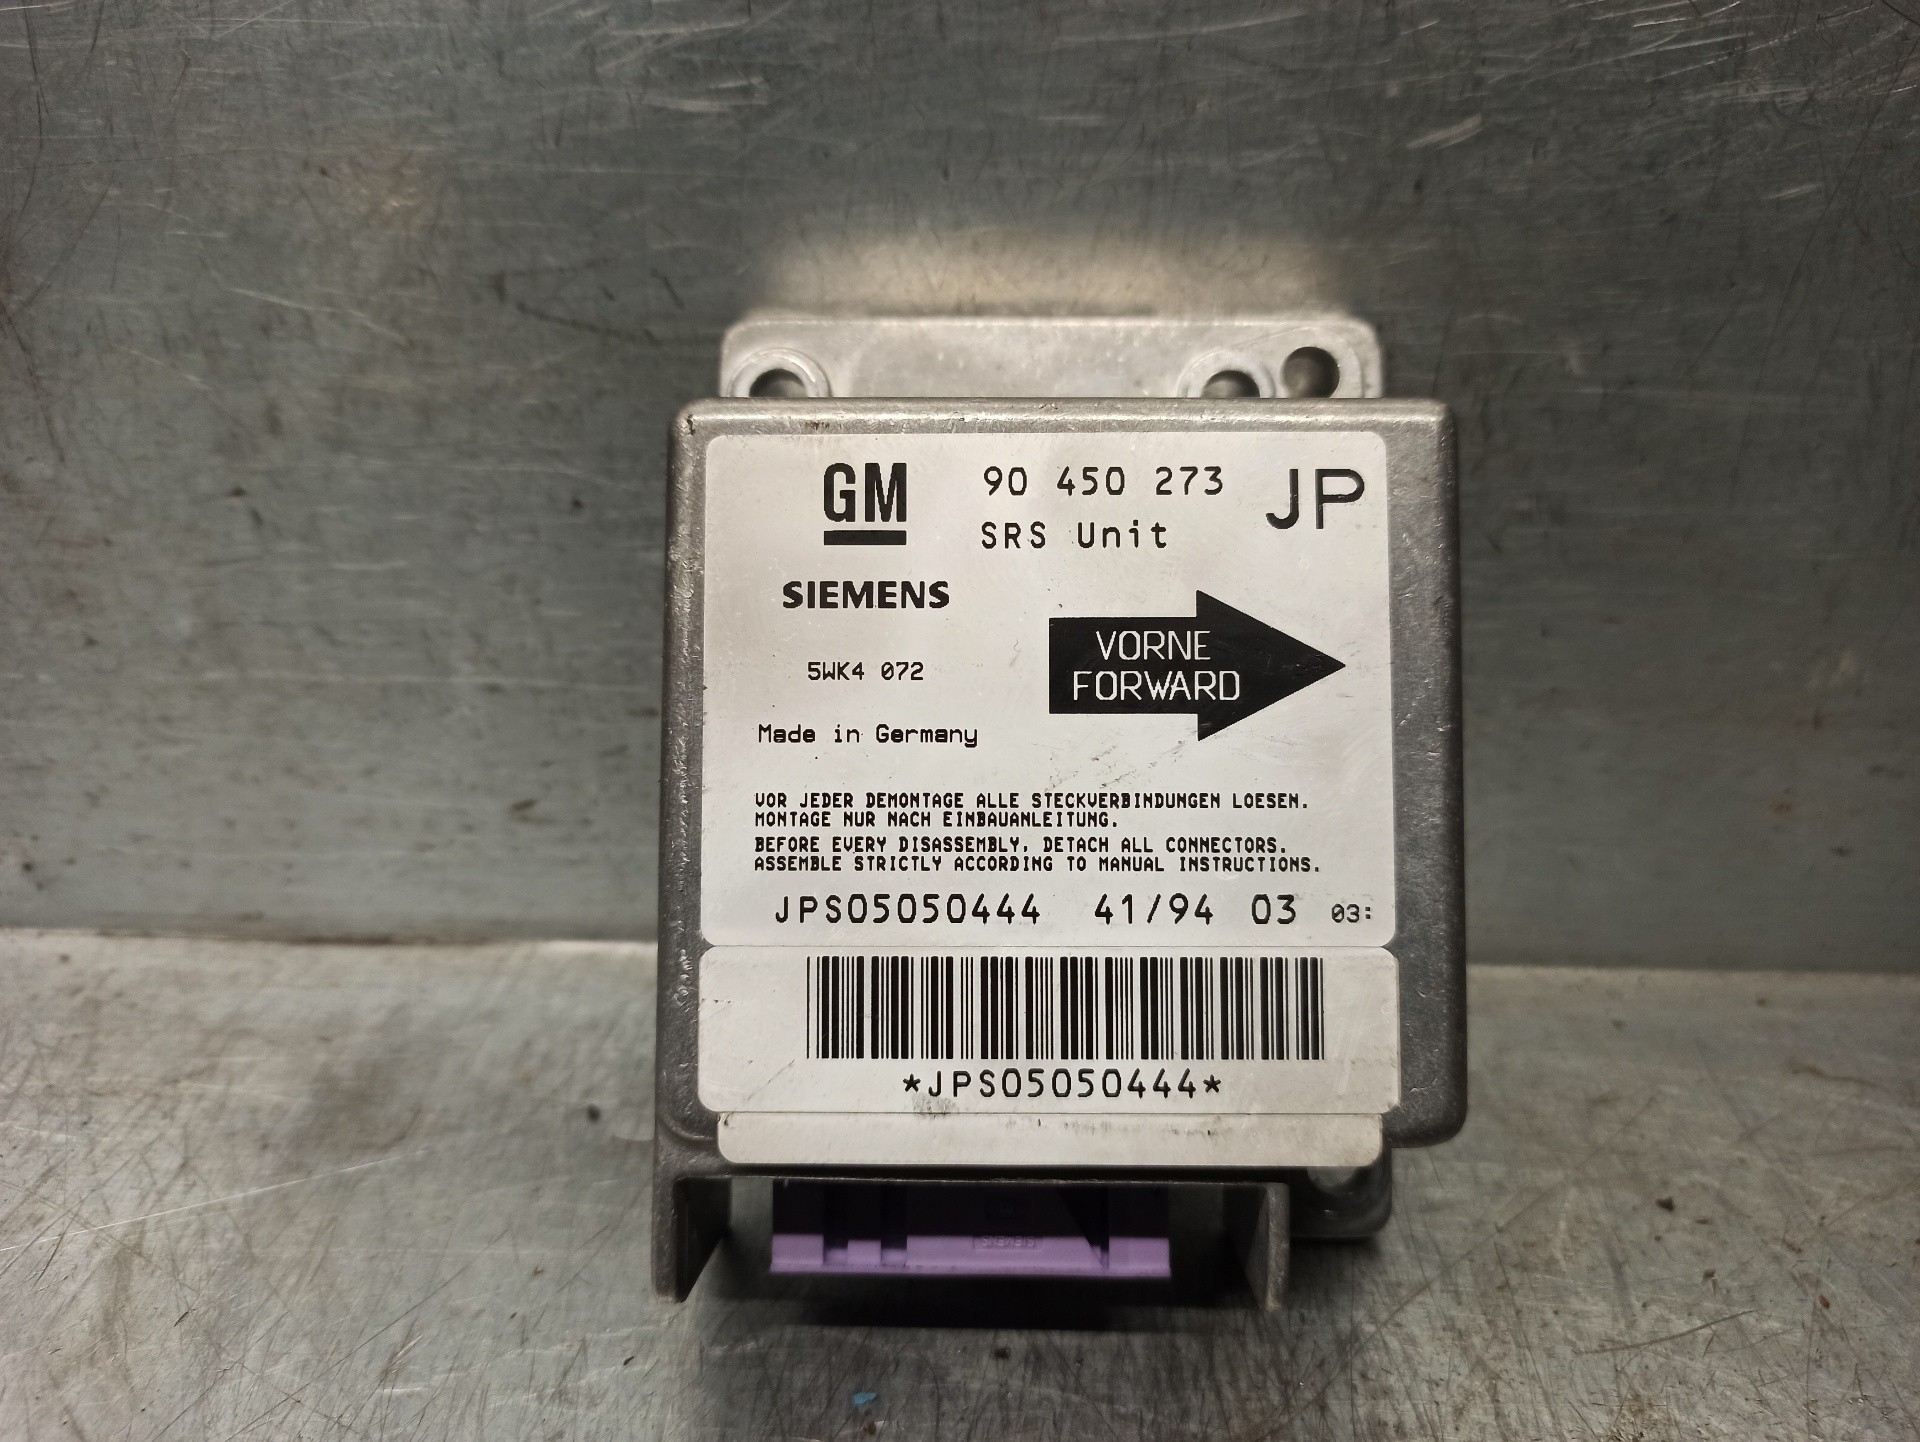 GM 90 450 273 JP
SRS Unit
SIEMENS
VORNE
FORWARD
5WK4 072
Made in Germany
VOR JEDER DEMONTAGE ALLE STECKVERBINDUNGEN LOESEN.
MONTAGE NUR NACH EINBAUANLEITUNG.
BEFORE EVERY DISASSEMBLY, DETACH ALL CONNECTORS.
ASSEMBLE STRICTLY ACCORDING TO MANUAL INSTRUCTIONS.
JPS05050444 41/94 03 03:
*JPS05050444*
SIEMENS